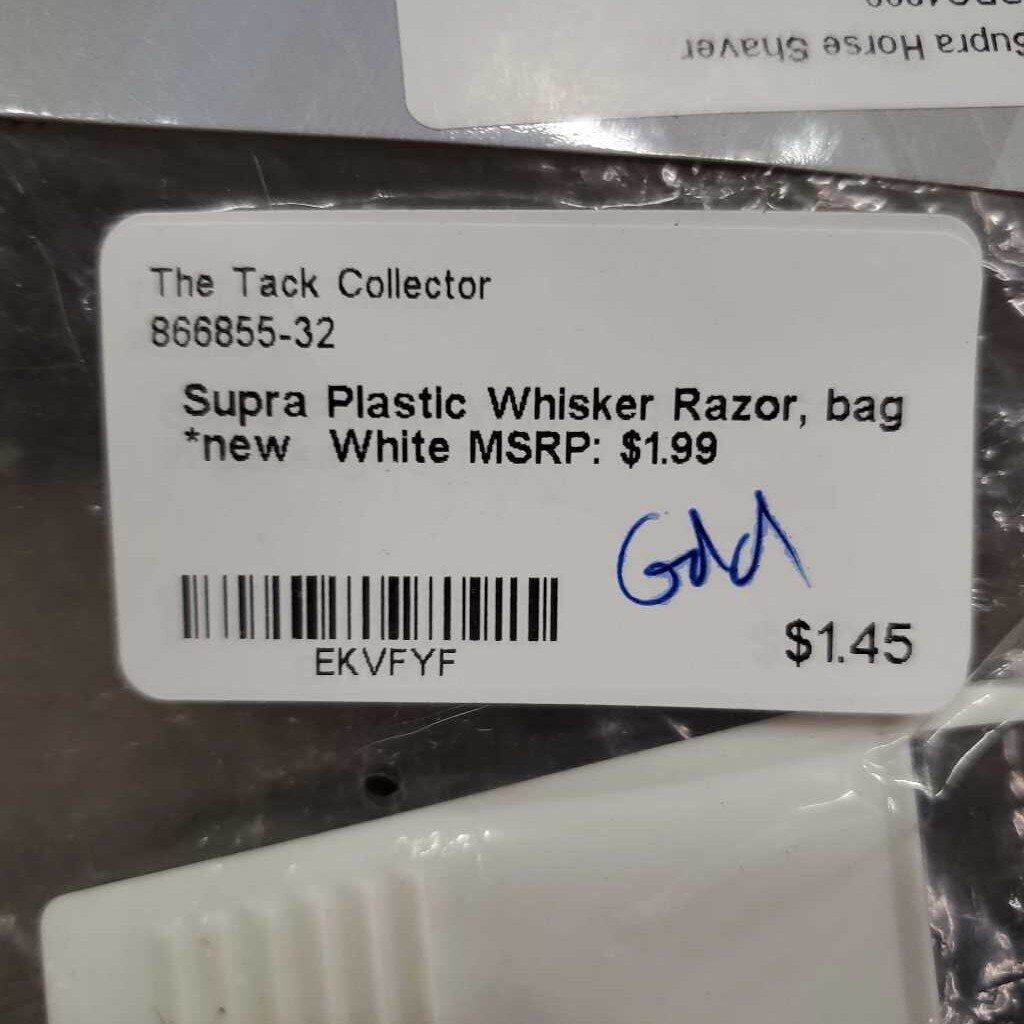 Supra Horse Shaver
The Tack Collector
866855-32
Supra Plastic Whisker Razor, bag
*new White MSRP: $1.99
Gold
$1.45
EKVFYF